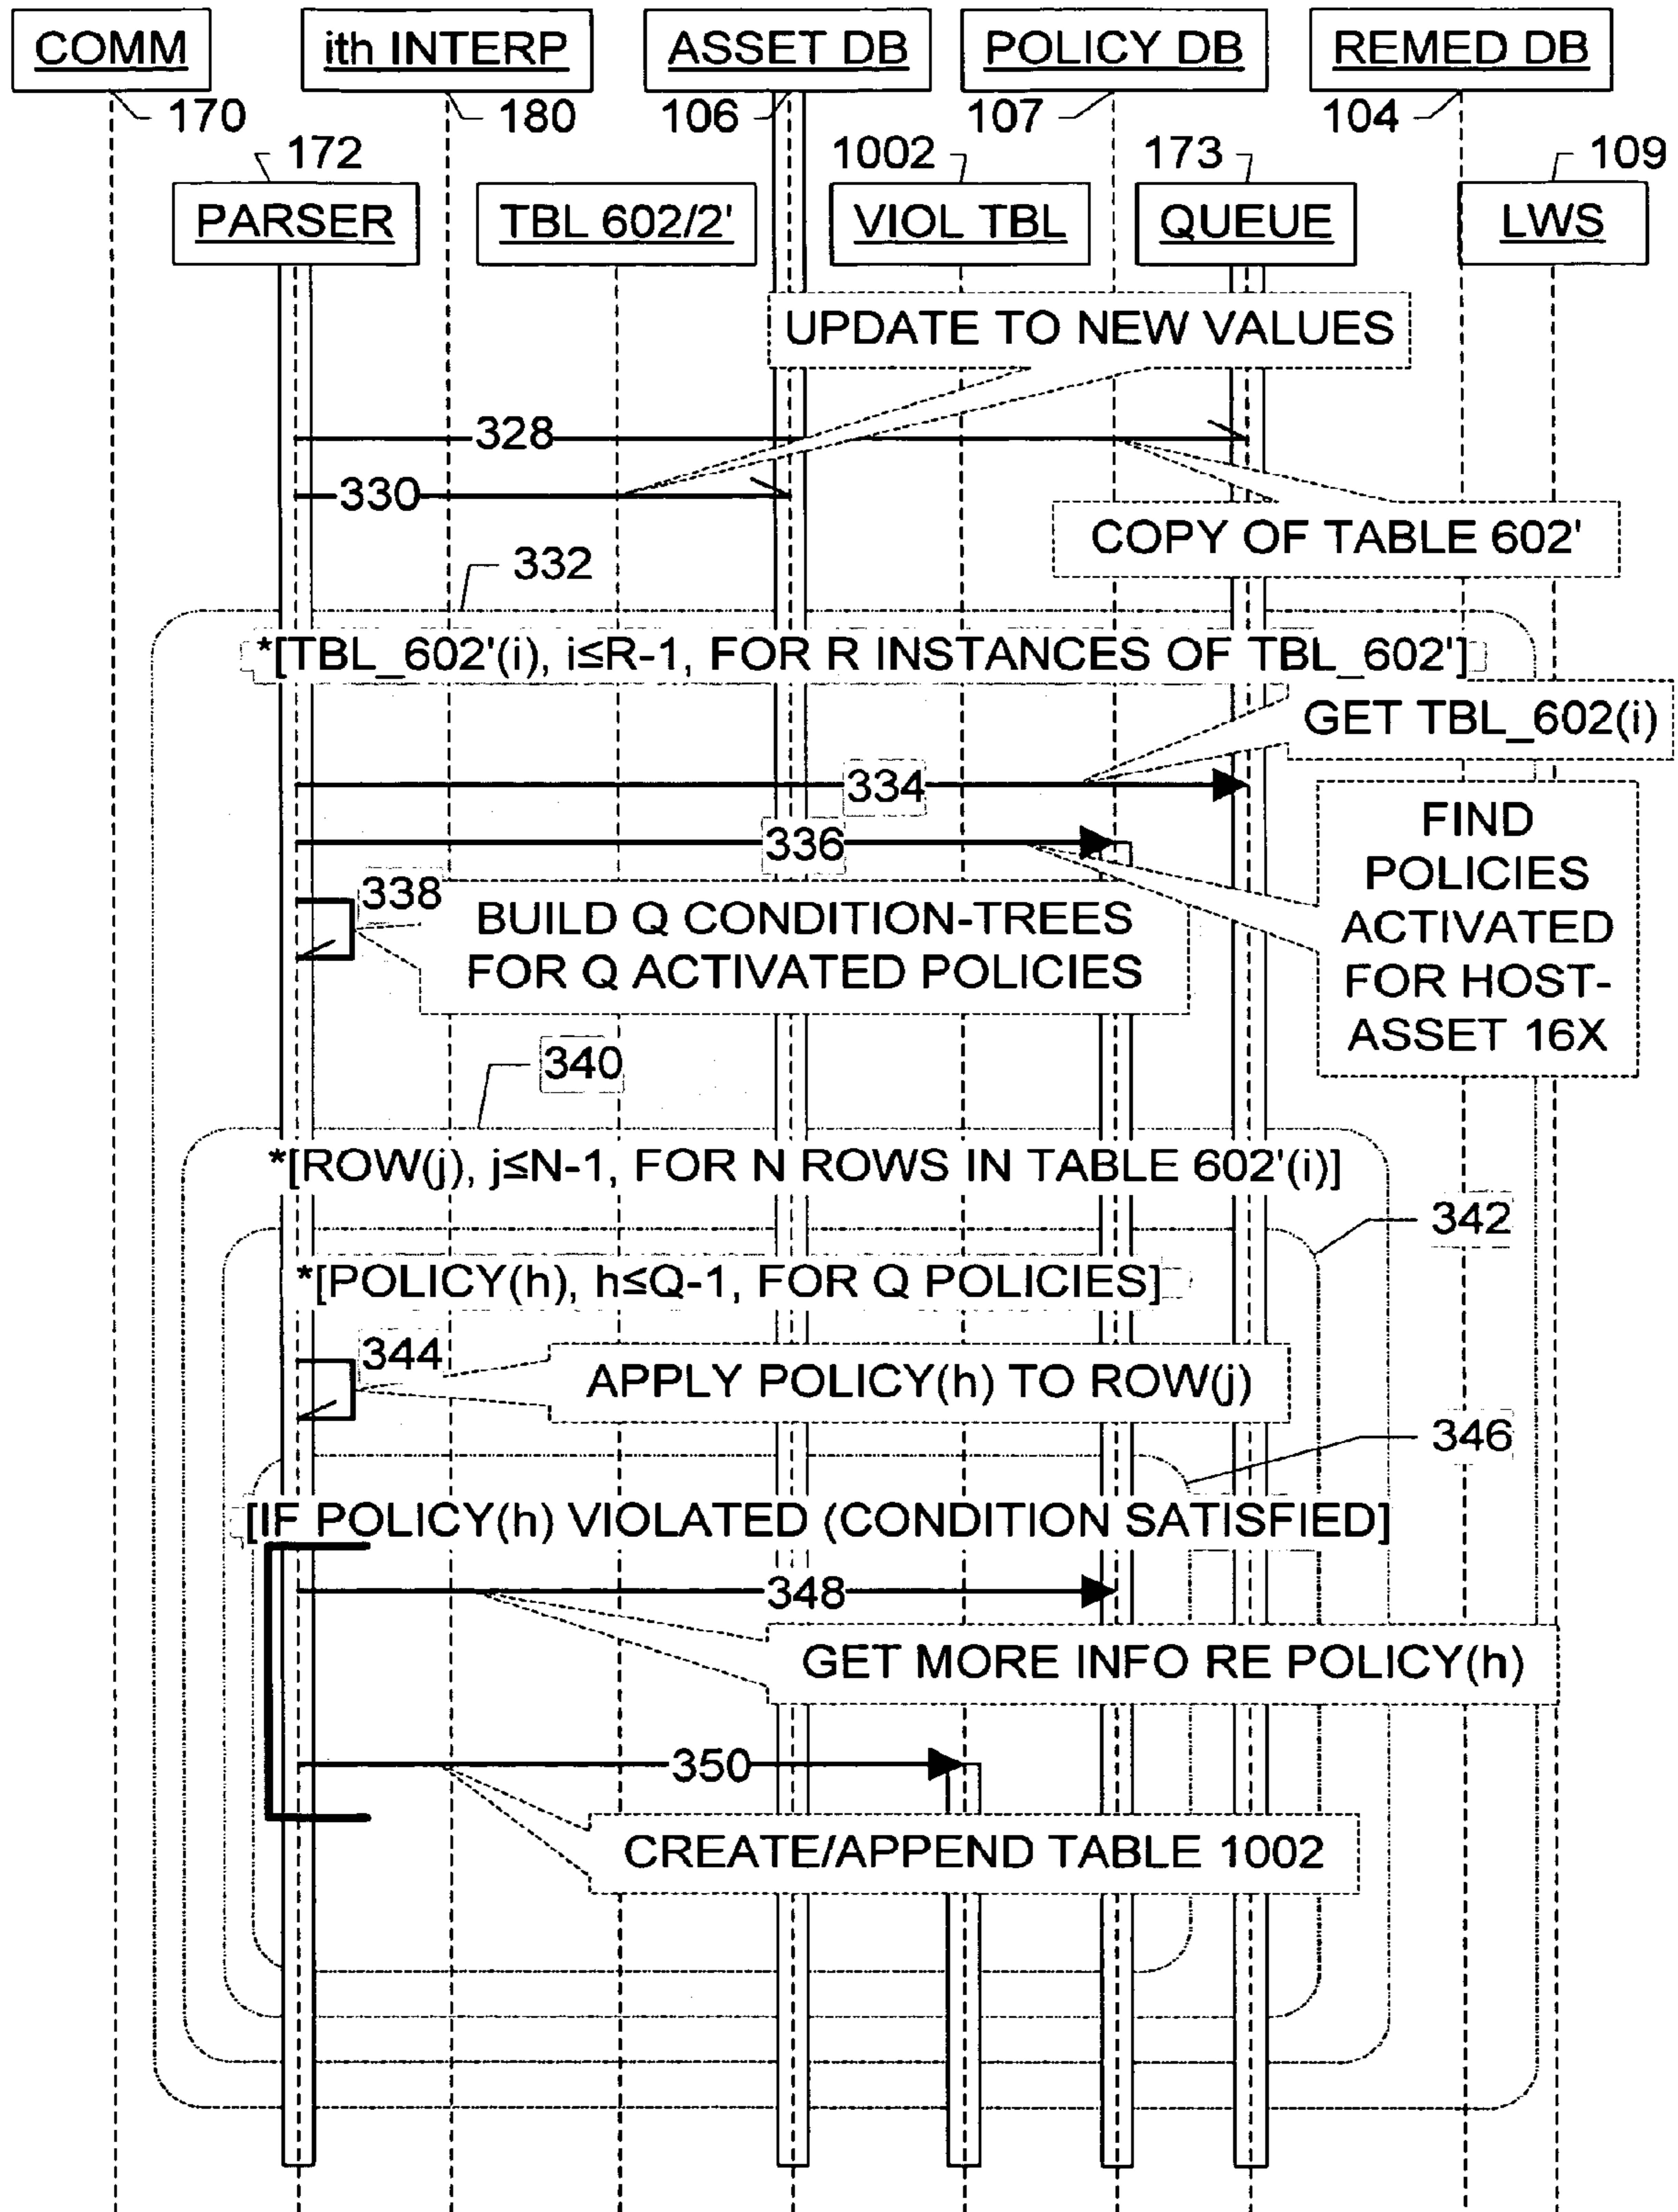 COMM
ith INTERP
ASSET DB
POLICY DB
REMED DB
170
180
106
107
104
172
1002
173
109
PARSER
TBL 602/2'
VIOL TBL
QUEUE
LWS
UPDATE TO NEW VALUES
328
330
COPY OF TABLE 602'
332
*[TBL_602'(i), i≤R-1, FOR R INSTANCES OF TBL_602']
GET TBL_602(i)
334
336
FIND
POLICIES
ACTIVATED
FOR HOST-
ASSET 16X
338
BUILD Q CONDITION-TREES
FOR Q ACTIVATED POLICIES
340
*[ROW(j), j≤N-1, FOR N ROWS IN TABLE 602'(i)]
342
*[POLICY(h), h≤Q-1, FOR Q POLICIES]
344
APPLY POLICY(h) TO ROW(j)
346
[IF POLICY(h) VIOLATED (CONDITION SATISFIED]
348
GET MORE INFO RE POLICY(h)
350
CREATE/APPEND TABLE 1002